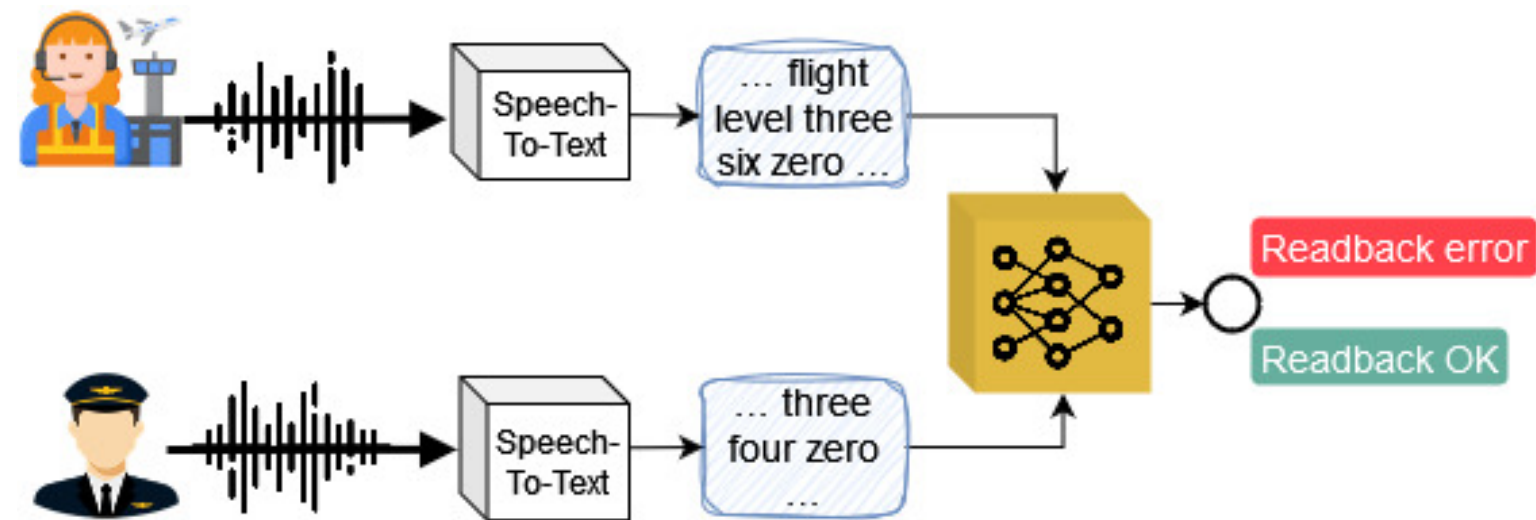 Speech-
To-Text
... flight
level three
six zero ...
Readback error
Readback OK
Speech-
To-Text
... three
four zero
...